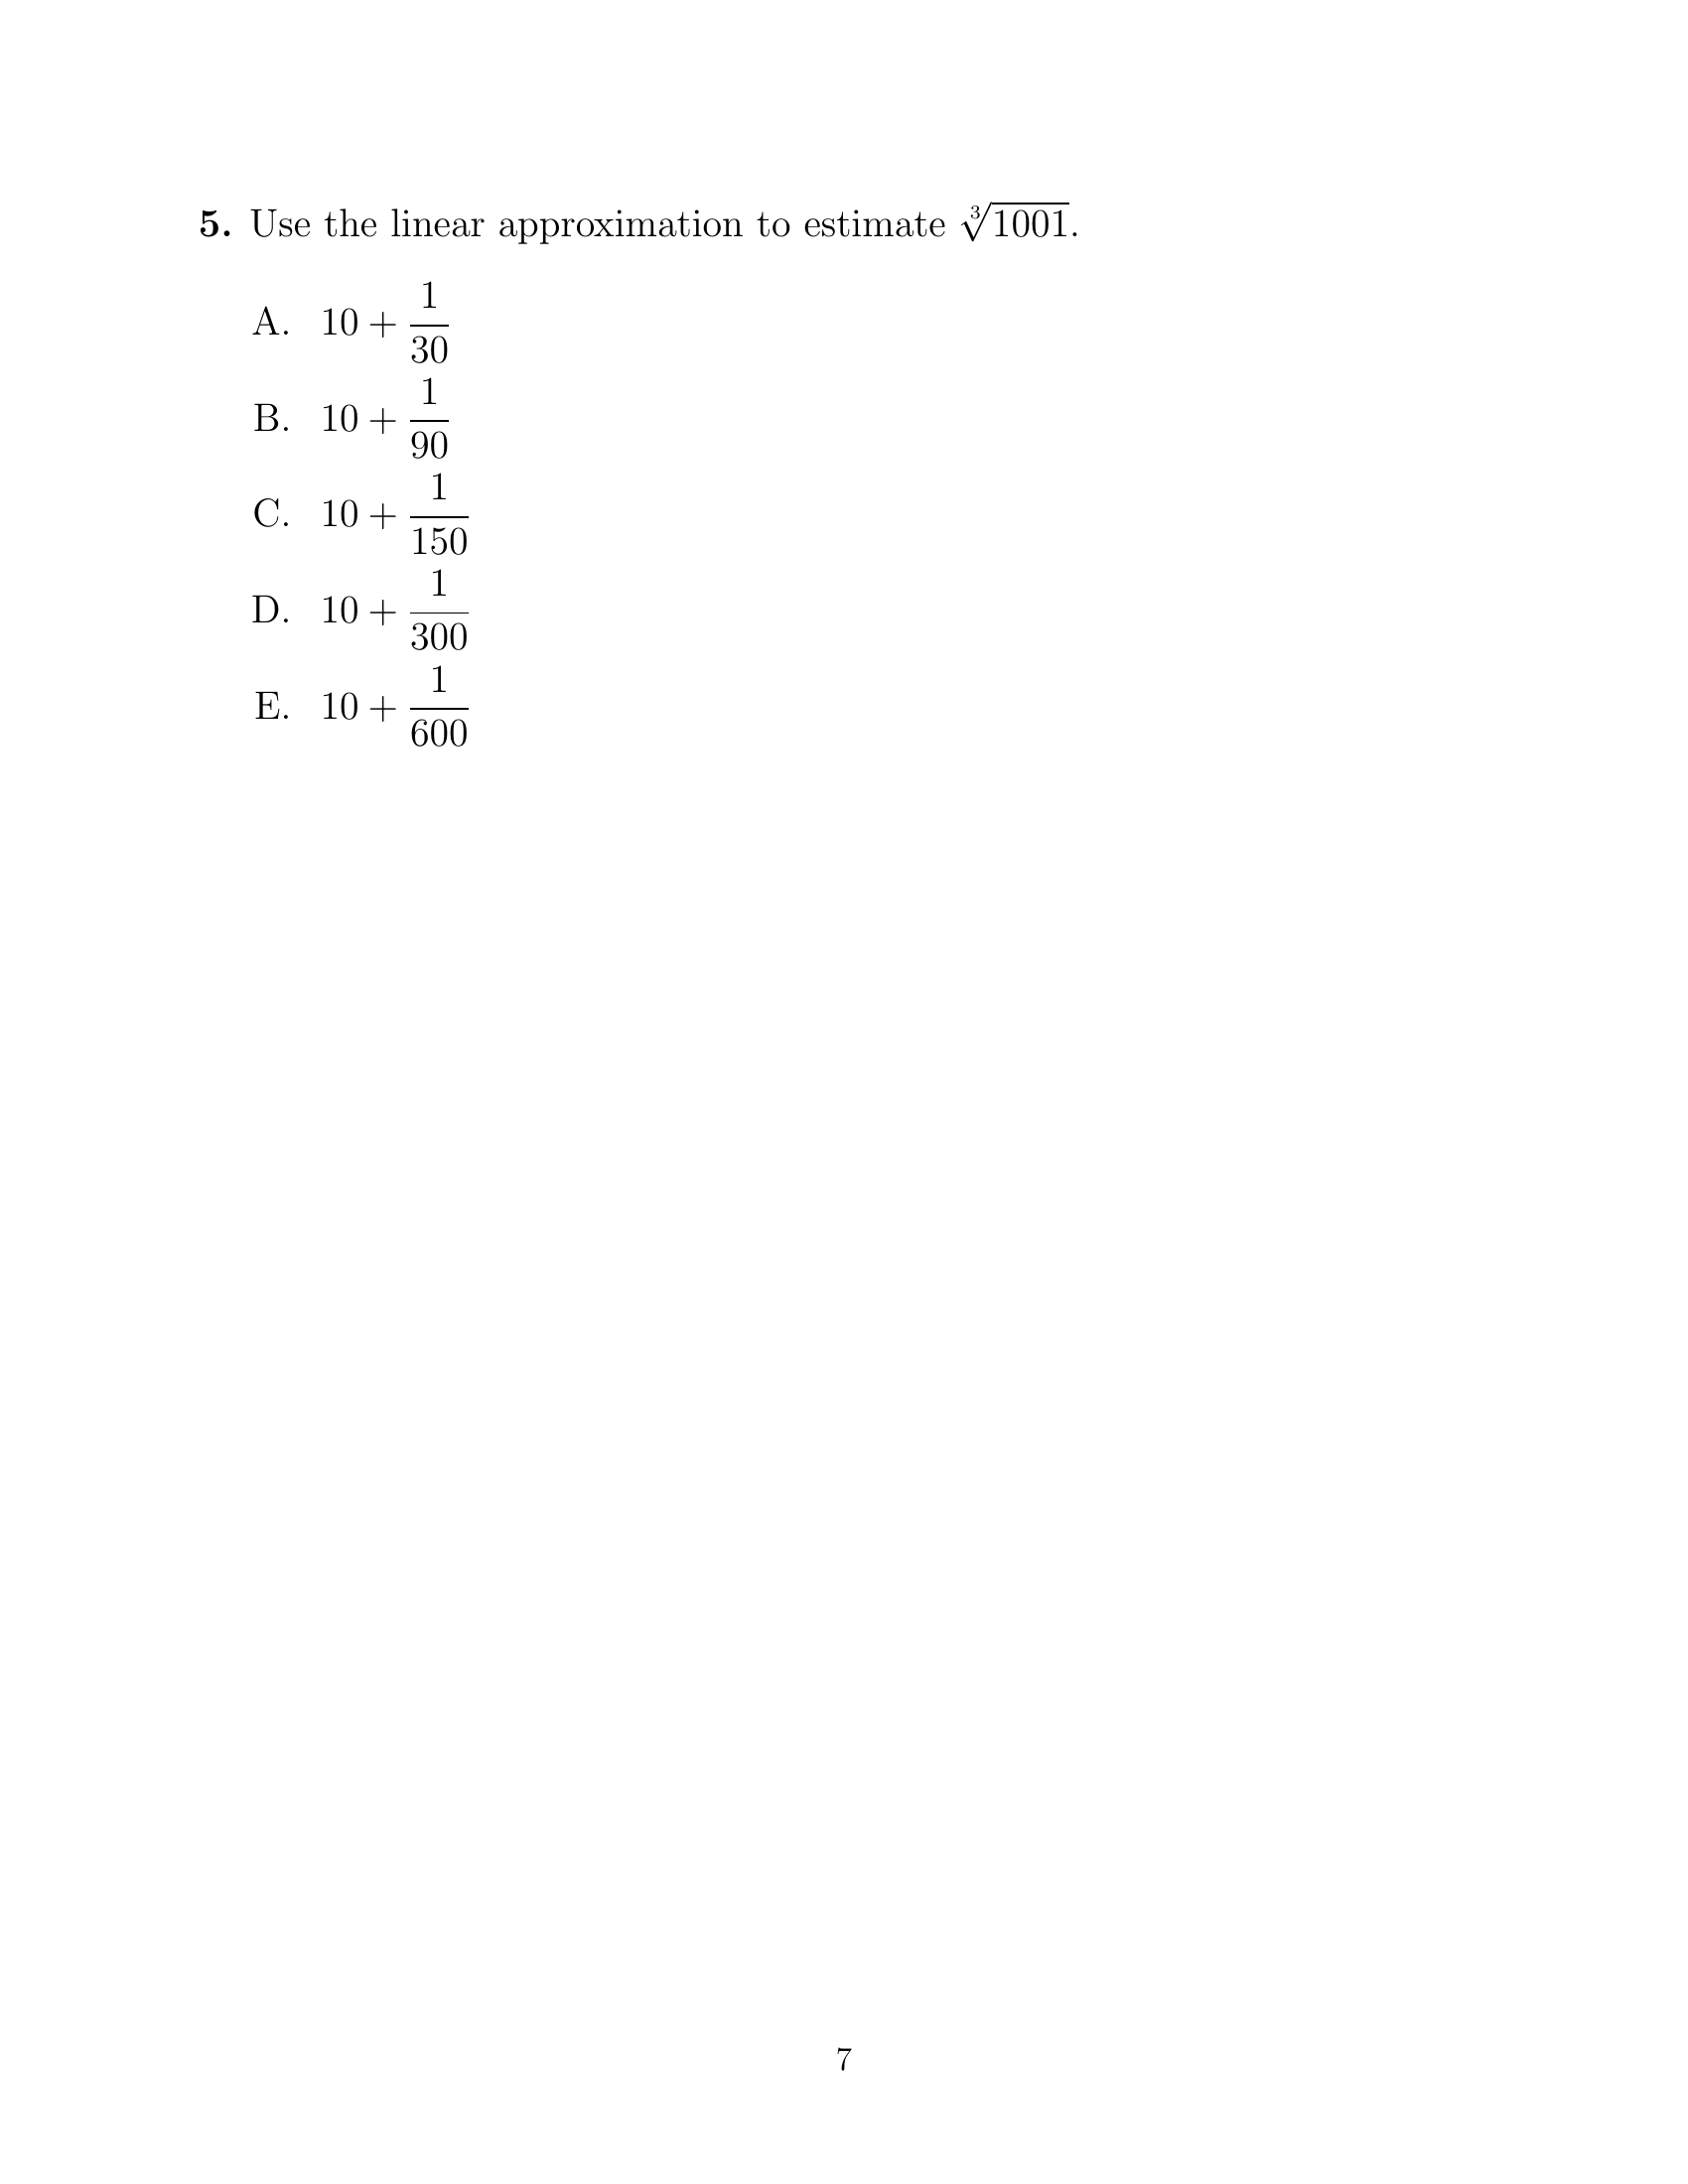 5. Use the linear approximation to estimate $\sqrt[3]{1001}$.
A. $10 + \frac{1}{30}$
B. $10 + \frac{1}{90}$
C. $10 + \frac{1}{150}$
D. $10 + \frac{1}{300}$
E. $10 + \frac{1}{600}$
7